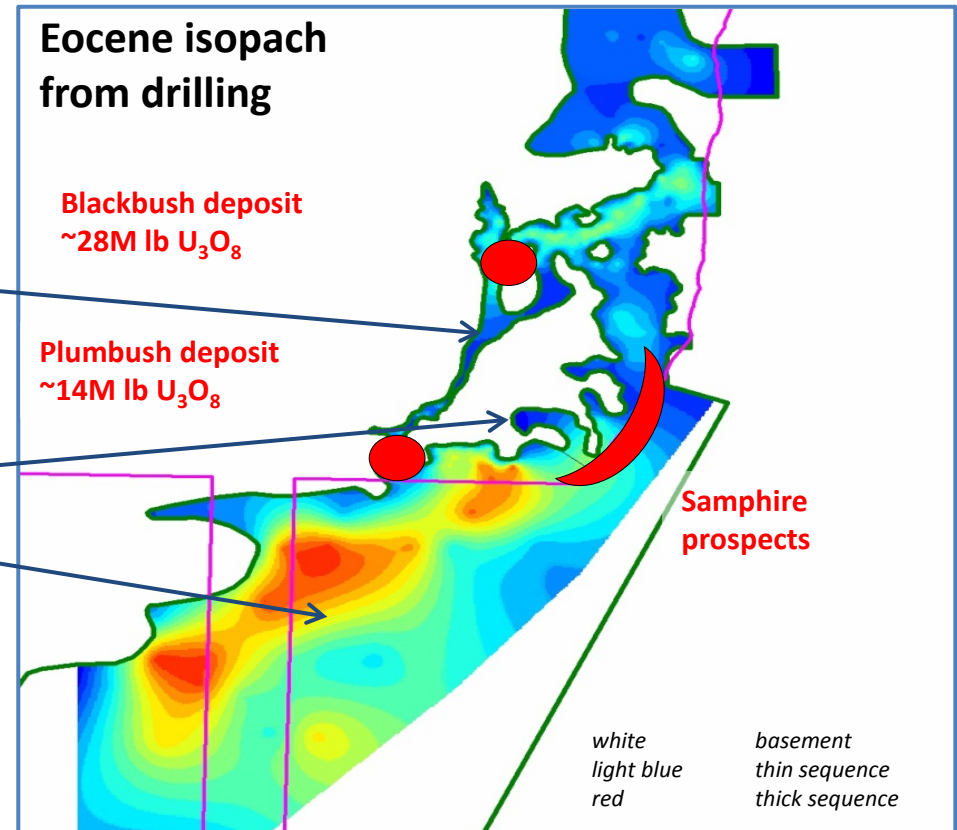 Eocene isopach
from drilling
Blackbush deposit
~28M lb U₃O₈
Plumbush deposit
~14M lb U₃O₈
Samphire
prospects
white basement
light blue thin sequence
red thick sequence